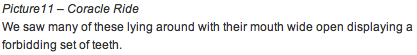 Picture11 – Coracle Ride
We saw many of these lying around with their mouth wide open displaying a
forbidding set of teeth.